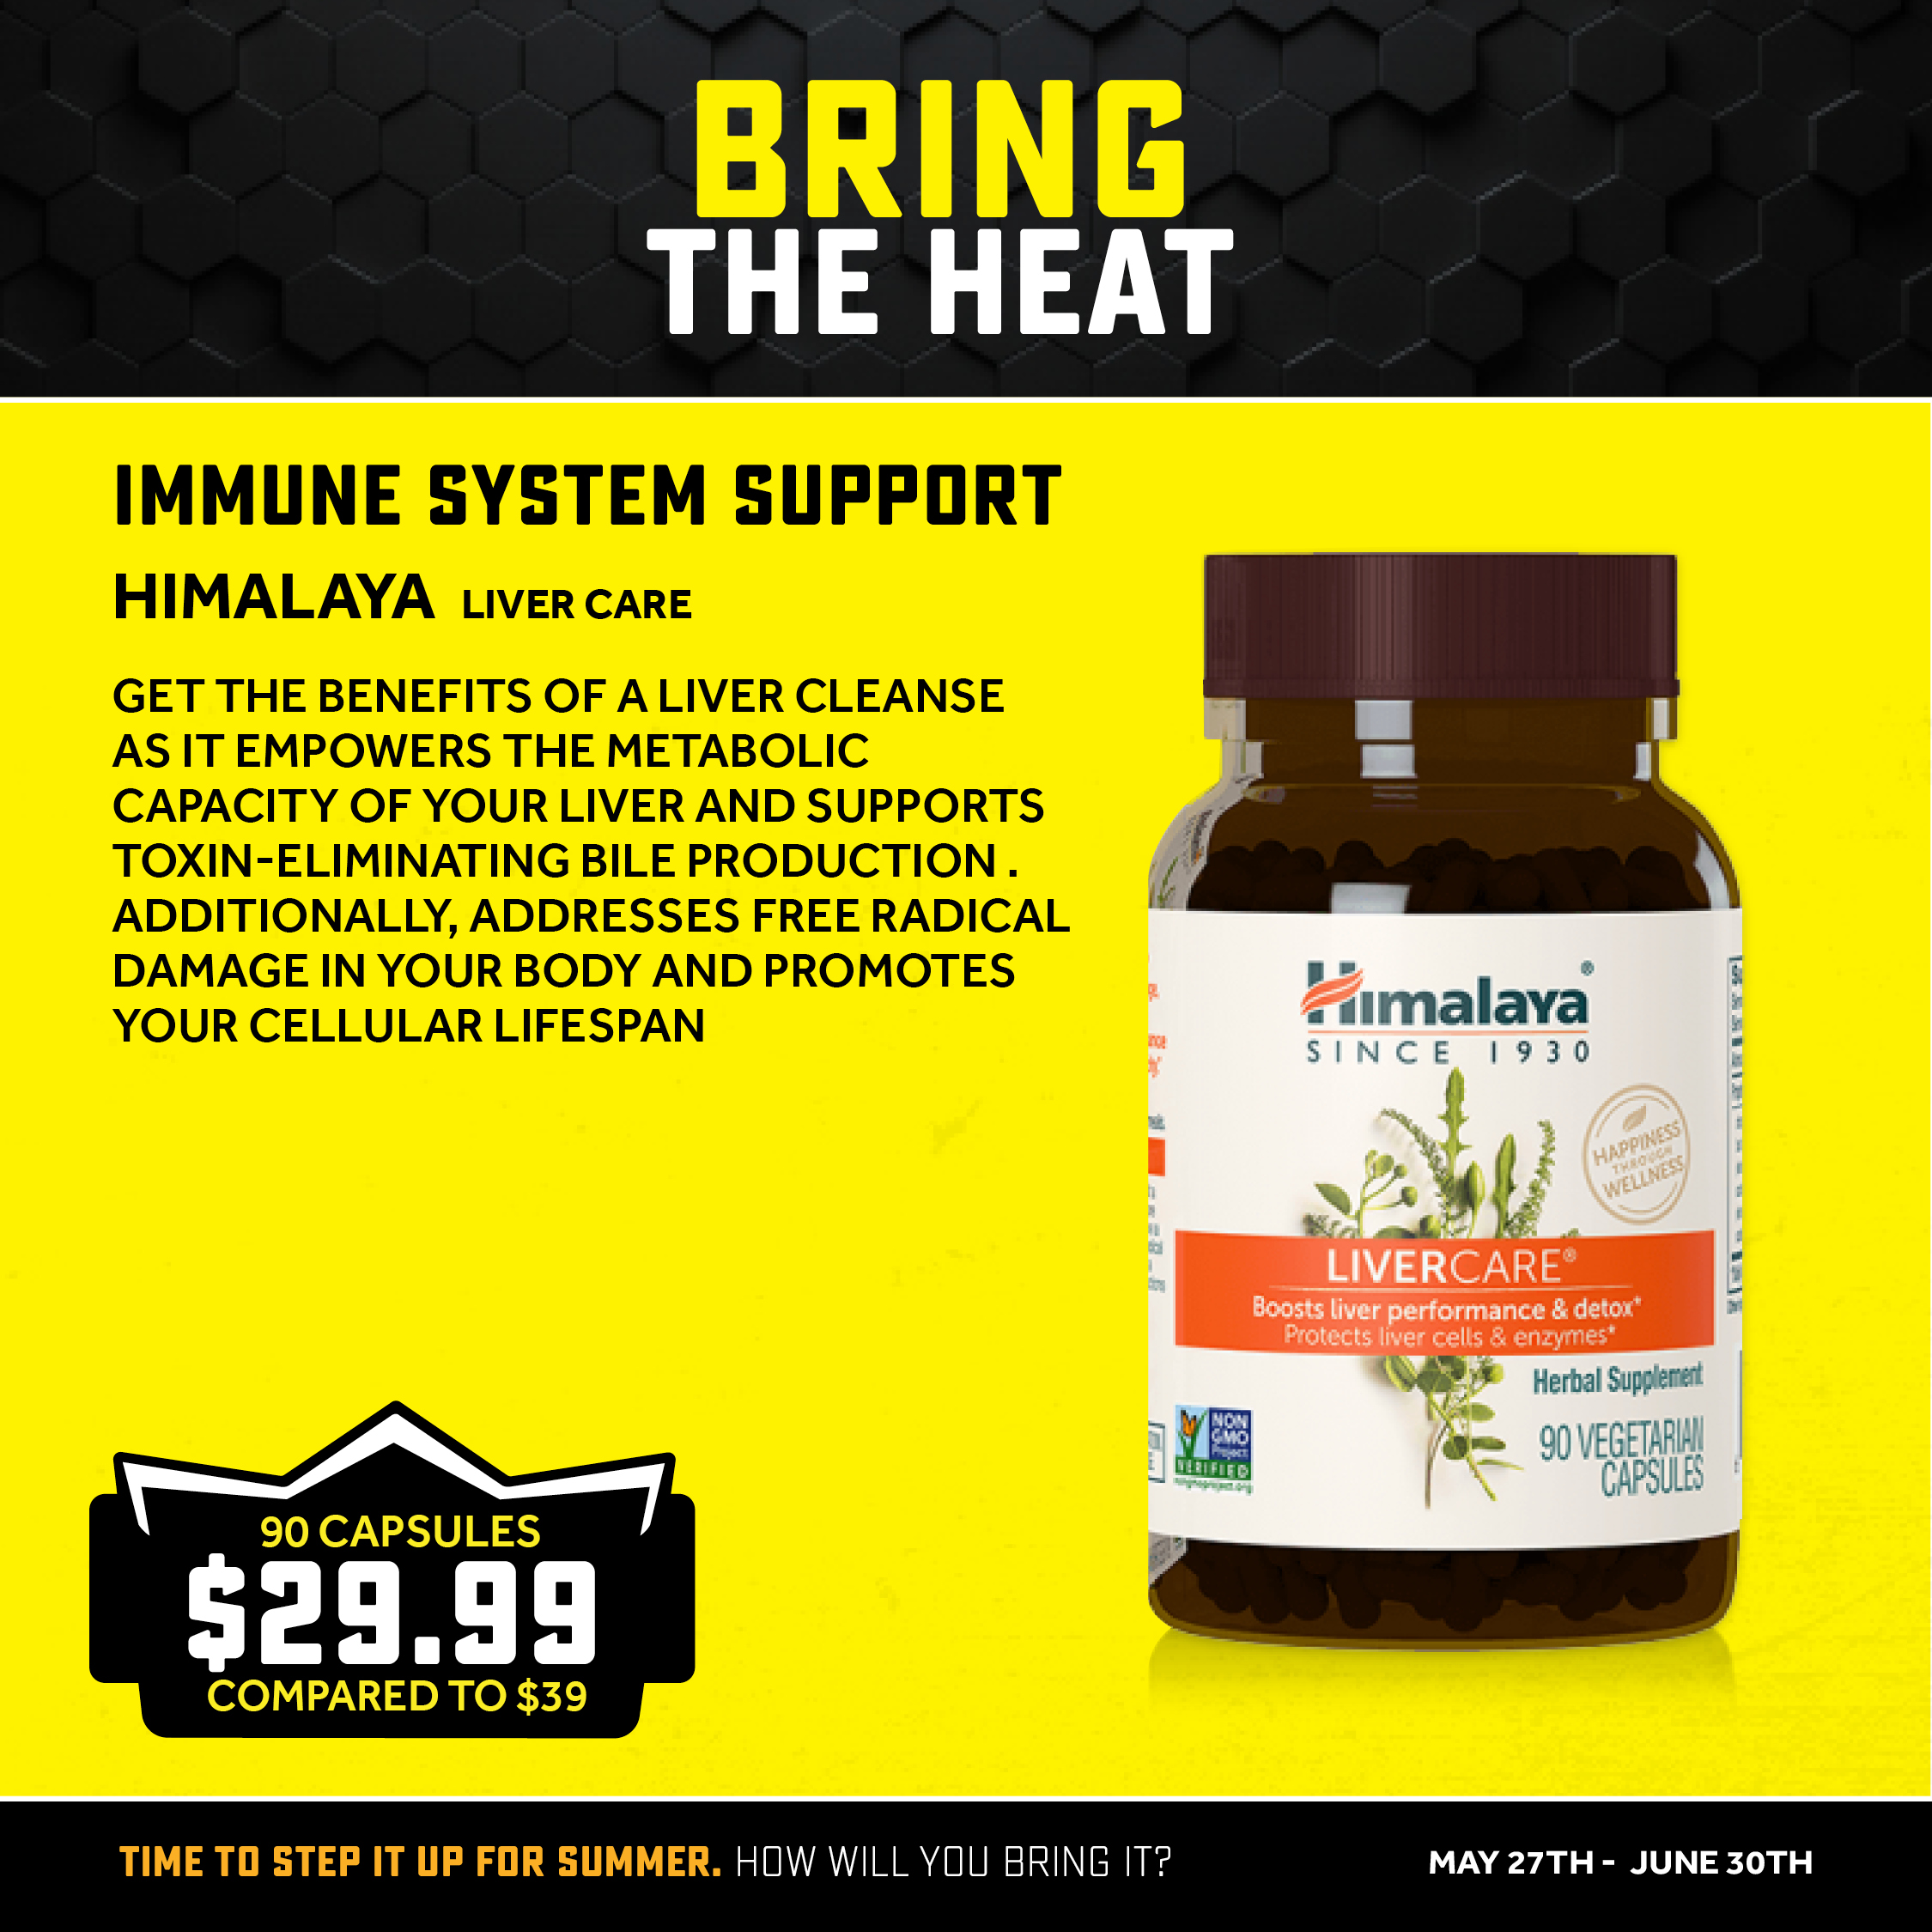 BRING
THE HEAT
IMMUNE SYSTEM SUPPORT
HIMALAYA LIVER CARE
GET THE BENEFITS OF A LIVER CLEANSE
AS IT EMPOWERS THE METABOLIC
CAPACITY OF YOUR LIVER AND SUPPORTS
TOXIN-ELIMINATING BILE PRODUCTION .
ADDITIONALLY, ADDRESSES FREE RADICAL
DAMAGE IN YOUR BODY AND PROMOTES
YOUR CELLULAR LIFESPAN
Himalaya®
SINCE 1930
HAPPINESS
THROUGH
WELLNESS
LIVERCARE®
Boosts liver performance & detox*
Protects liver cells & enzymes*
Herbal Supplement
90 VEGETARIAN
CAPSULES
NON
GMO
Project
VERIFIED
nongmoproject.org
90 CAPSULES
$29.99
COMPARED TO $39
TIME TO STEP IT UP FOR SUMMER. HOW WILL YOU BRING IT?
MAY 27TH - JUNE 30TH